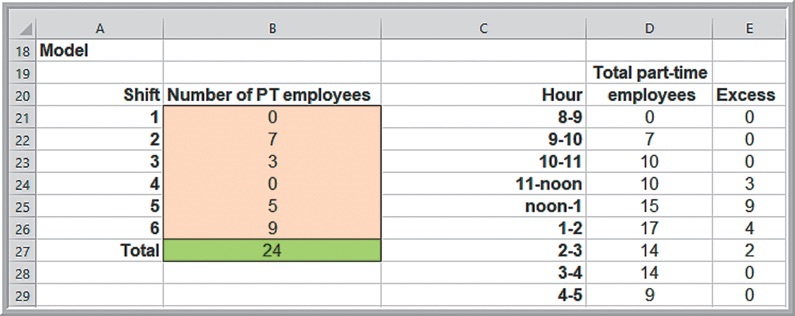 A B C D E
18 Model
19 Total part-time
20 Shift Number of PT employees Hour employees Excess
21 1 0 8-9 0 0
22 2 7 9-10 7 0
23 3 3 10-11 10 0
24 4 0 11-noon 10 3
25 5 5 noon-1 15 9
26 6 9 1-2 17 4
27 Total 24 2-3 14 2
28 3-4 14 0
29 4-5 9 0